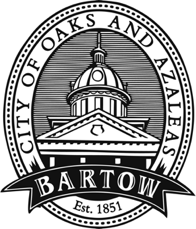 CITY OF OAKS AND AZALEAS
BARTOW
Est. 1851